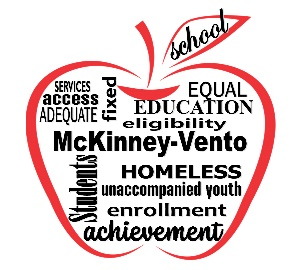 school
SERVICES
access
ADEQUATE
fixed
EQUAL
EDUCATION
eligibility
McKinney-Vento
Students
HOMELESS
unaccompanied youth
enrollment
achievement